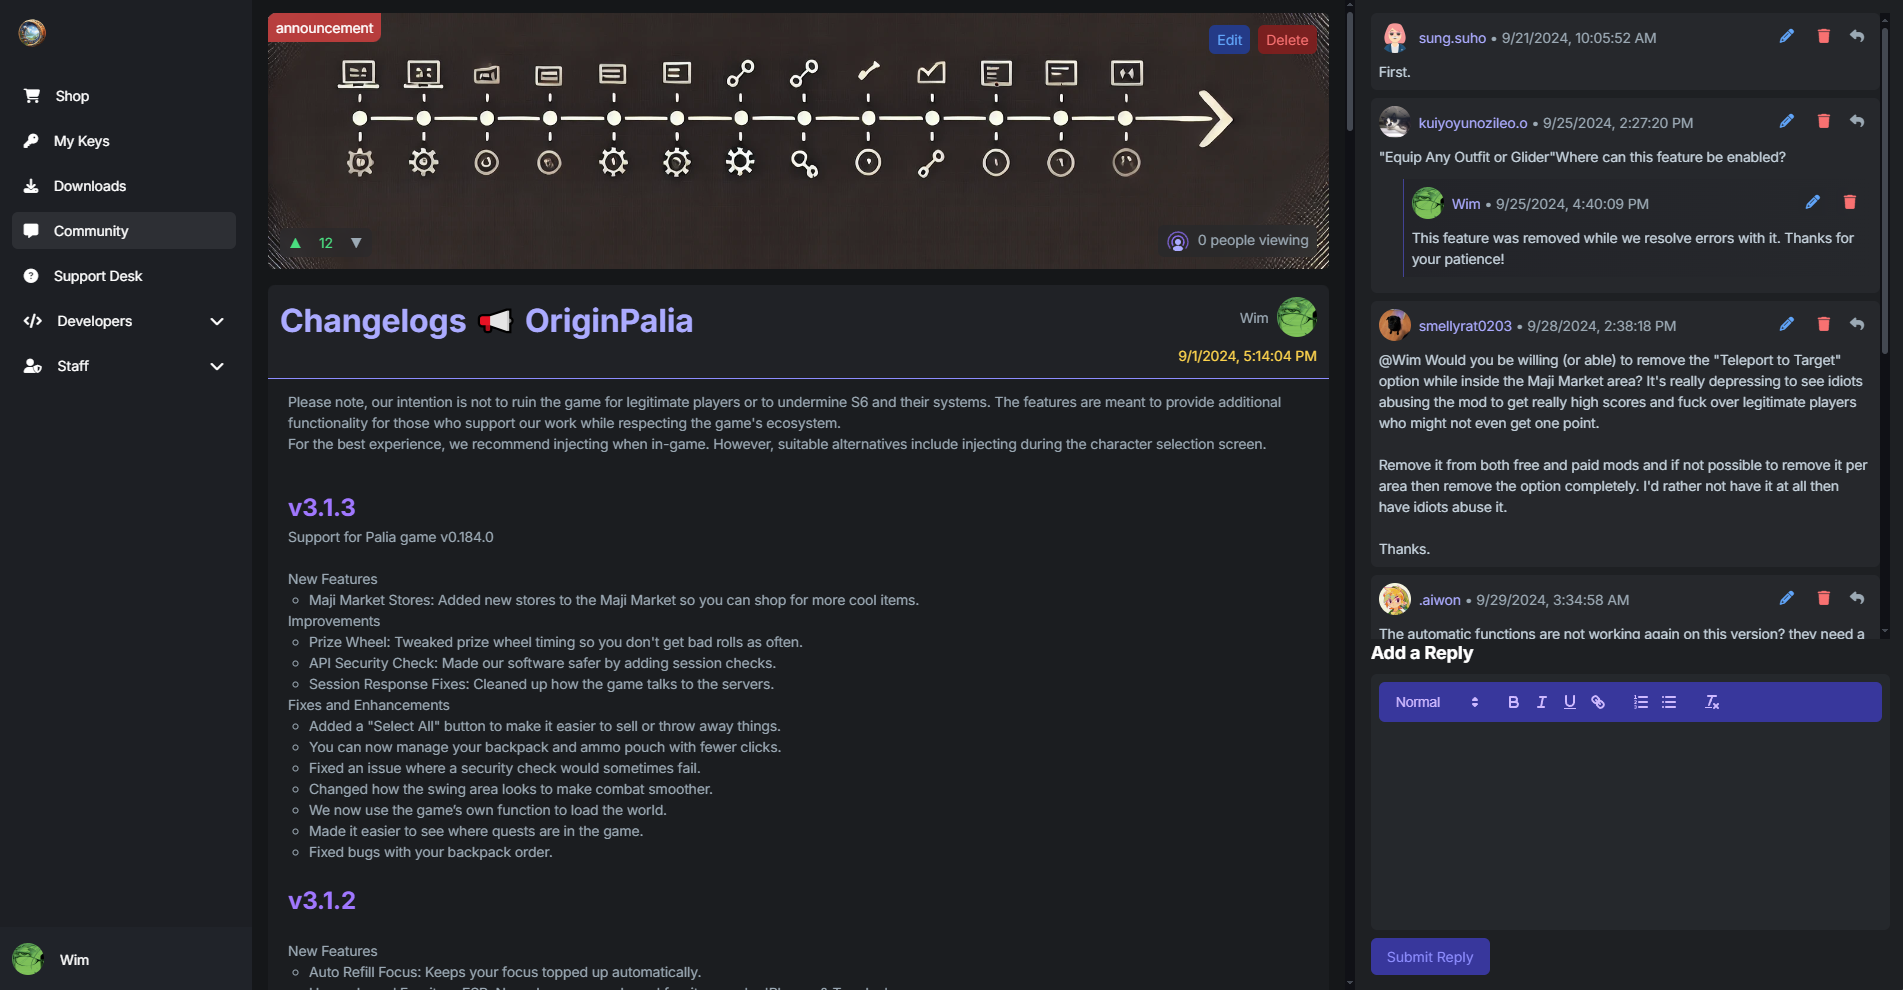 Shop
My Keys
Downloads
Community
Support Desk
Developers
Staff
Wim
announcement
Edit
Delete
12
0 people viewing
Changelogs 📢 OriginPalia
Wim
9/1/2024, 5:14:04 PM
Please note, our intention is not to ruin the game for legitimate players or to undermine S6 and their systems. The features are meant to provide additional
functionality for those who support our work while respecting the game's ecosystem.
For the best experience, we recommend injecting when in-game. However, suitable alternatives include injecting during the character selection screen.
v3.1.3
Support for Palia game v0.184.0
New Features
Maji Market Stores: Added new stores to the Maji Market so you can shop for more cool items.
Improvements
Prize Wheel: Tweaked prize wheel timing so you don't get bad rolls as often.
API Security Check: Made our software safer by adding session checks.
Session Response Fixes: Cleaned up how the game talks to the servers.
Fixes and Enhancements
Added a "Select All" button to make it easier to sell or throw away things.
You can now manage your backpack and ammo pouch with fewer clicks.
Fixed an issue where a security check would sometimes fail.
Changed how the swing area looks to make combat smoother.
We now use the game’s own function to load the world.
Made it easier to see where quests are in the game.
Fixed bugs with your backpack order.
v3.1.2
New Features
Auto Refill Focus: Keeps your focus topped up automatically.
sung.suho • 9/21/2024, 10:05:52 AM
First.
kuiyoyunozileo.o • 9/25/2024, 2:27:20 PM
"Equip Any Outfit or Glider"Where can this feature be enabled?
Wim • 9/25/2024, 4:40:09 PM
This feature was removed while we resolve errors with it. Thanks for
your patience!
smellyrat0203 • 9/28/2024, 2:38:18 PM
@Wim Would you be willing (or able) to remove the "Teleport to Target"
option while inside the Maji Market area? It's really depressing to see idiots
abusing the mod to get really high scores and fuck over legitimate players
who might not even get one point.
Remove it from both free and paid mods and if not possible to remove it per
area then remove the option completely. I'd rather not have it at all then
have idiots abuse it.
Thanks.
.aiwon • 9/29/2024, 3:34:58 AM
The automatic functions are not working again on this version? they need a
Add a Reply
Normal
B I U
Submit Reply